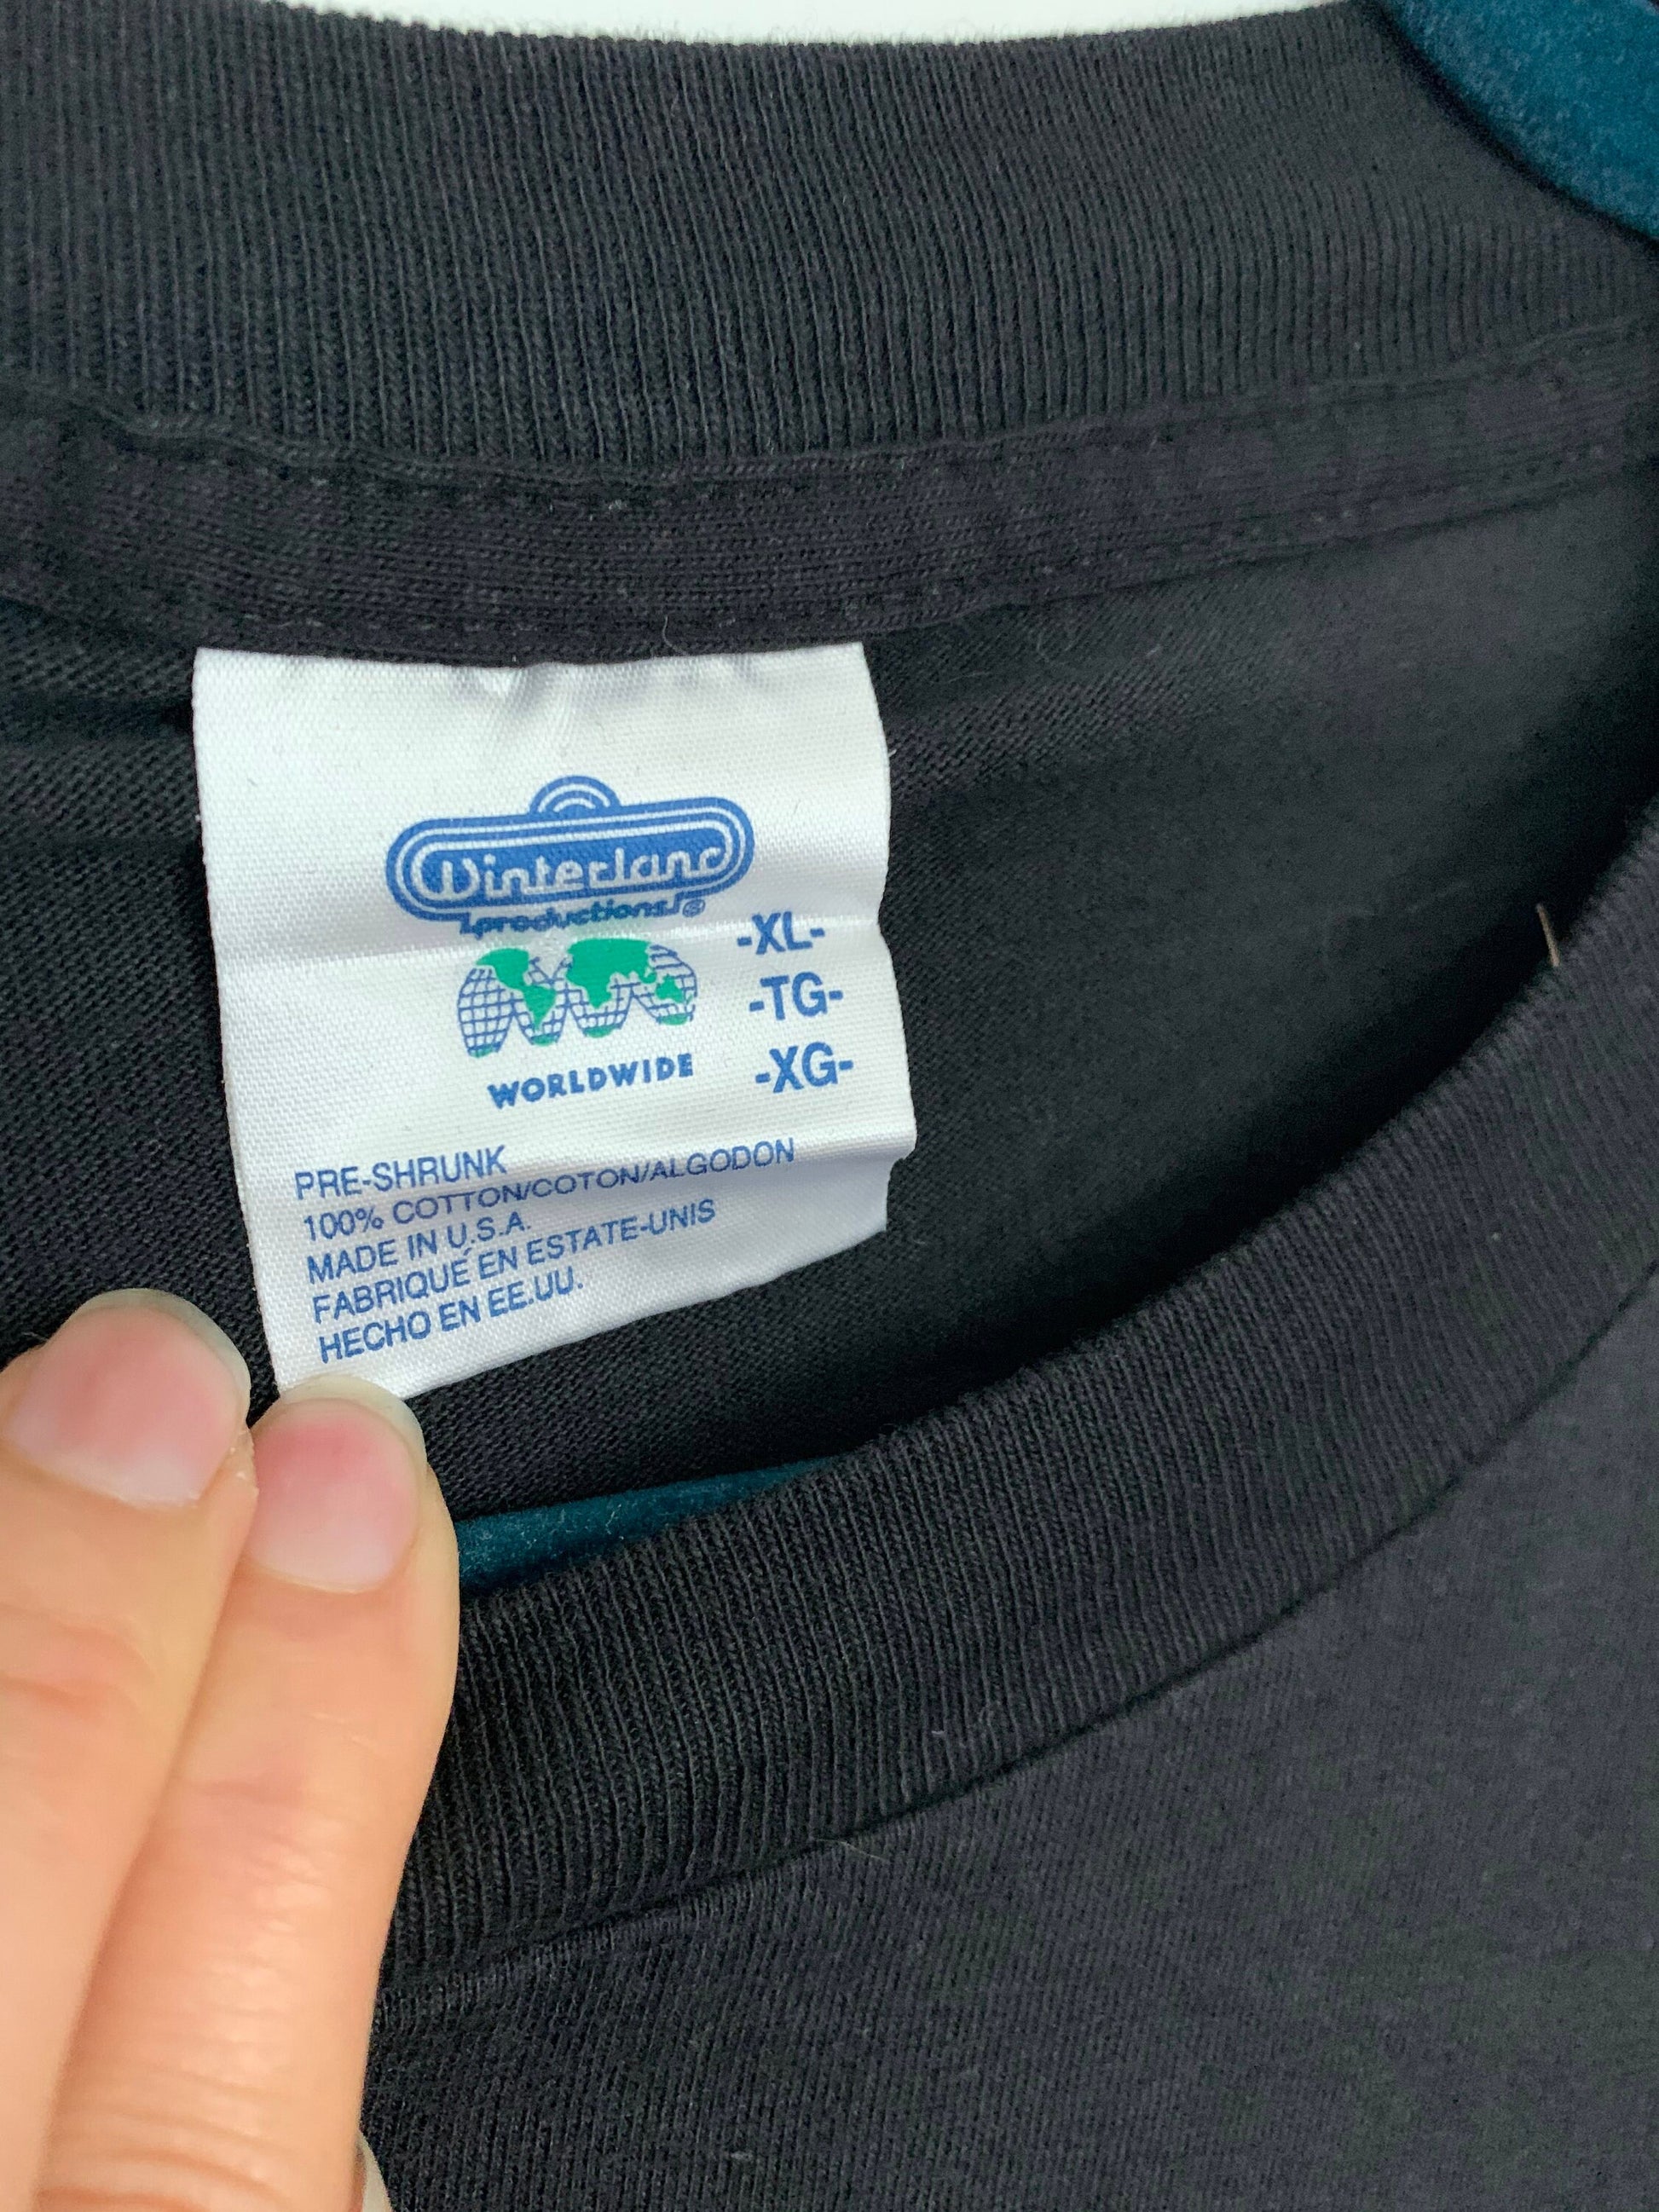 Winterland
productions®
-XL-
-TG-
-XG-
WORLDWIDE
PRE-SHRUNK
100% COTTON/COTON/ALGODON
MADE IN U.S.A.
FABRIQUÉ EN ESTATE-UNIS
HECHO EN EE.UU.